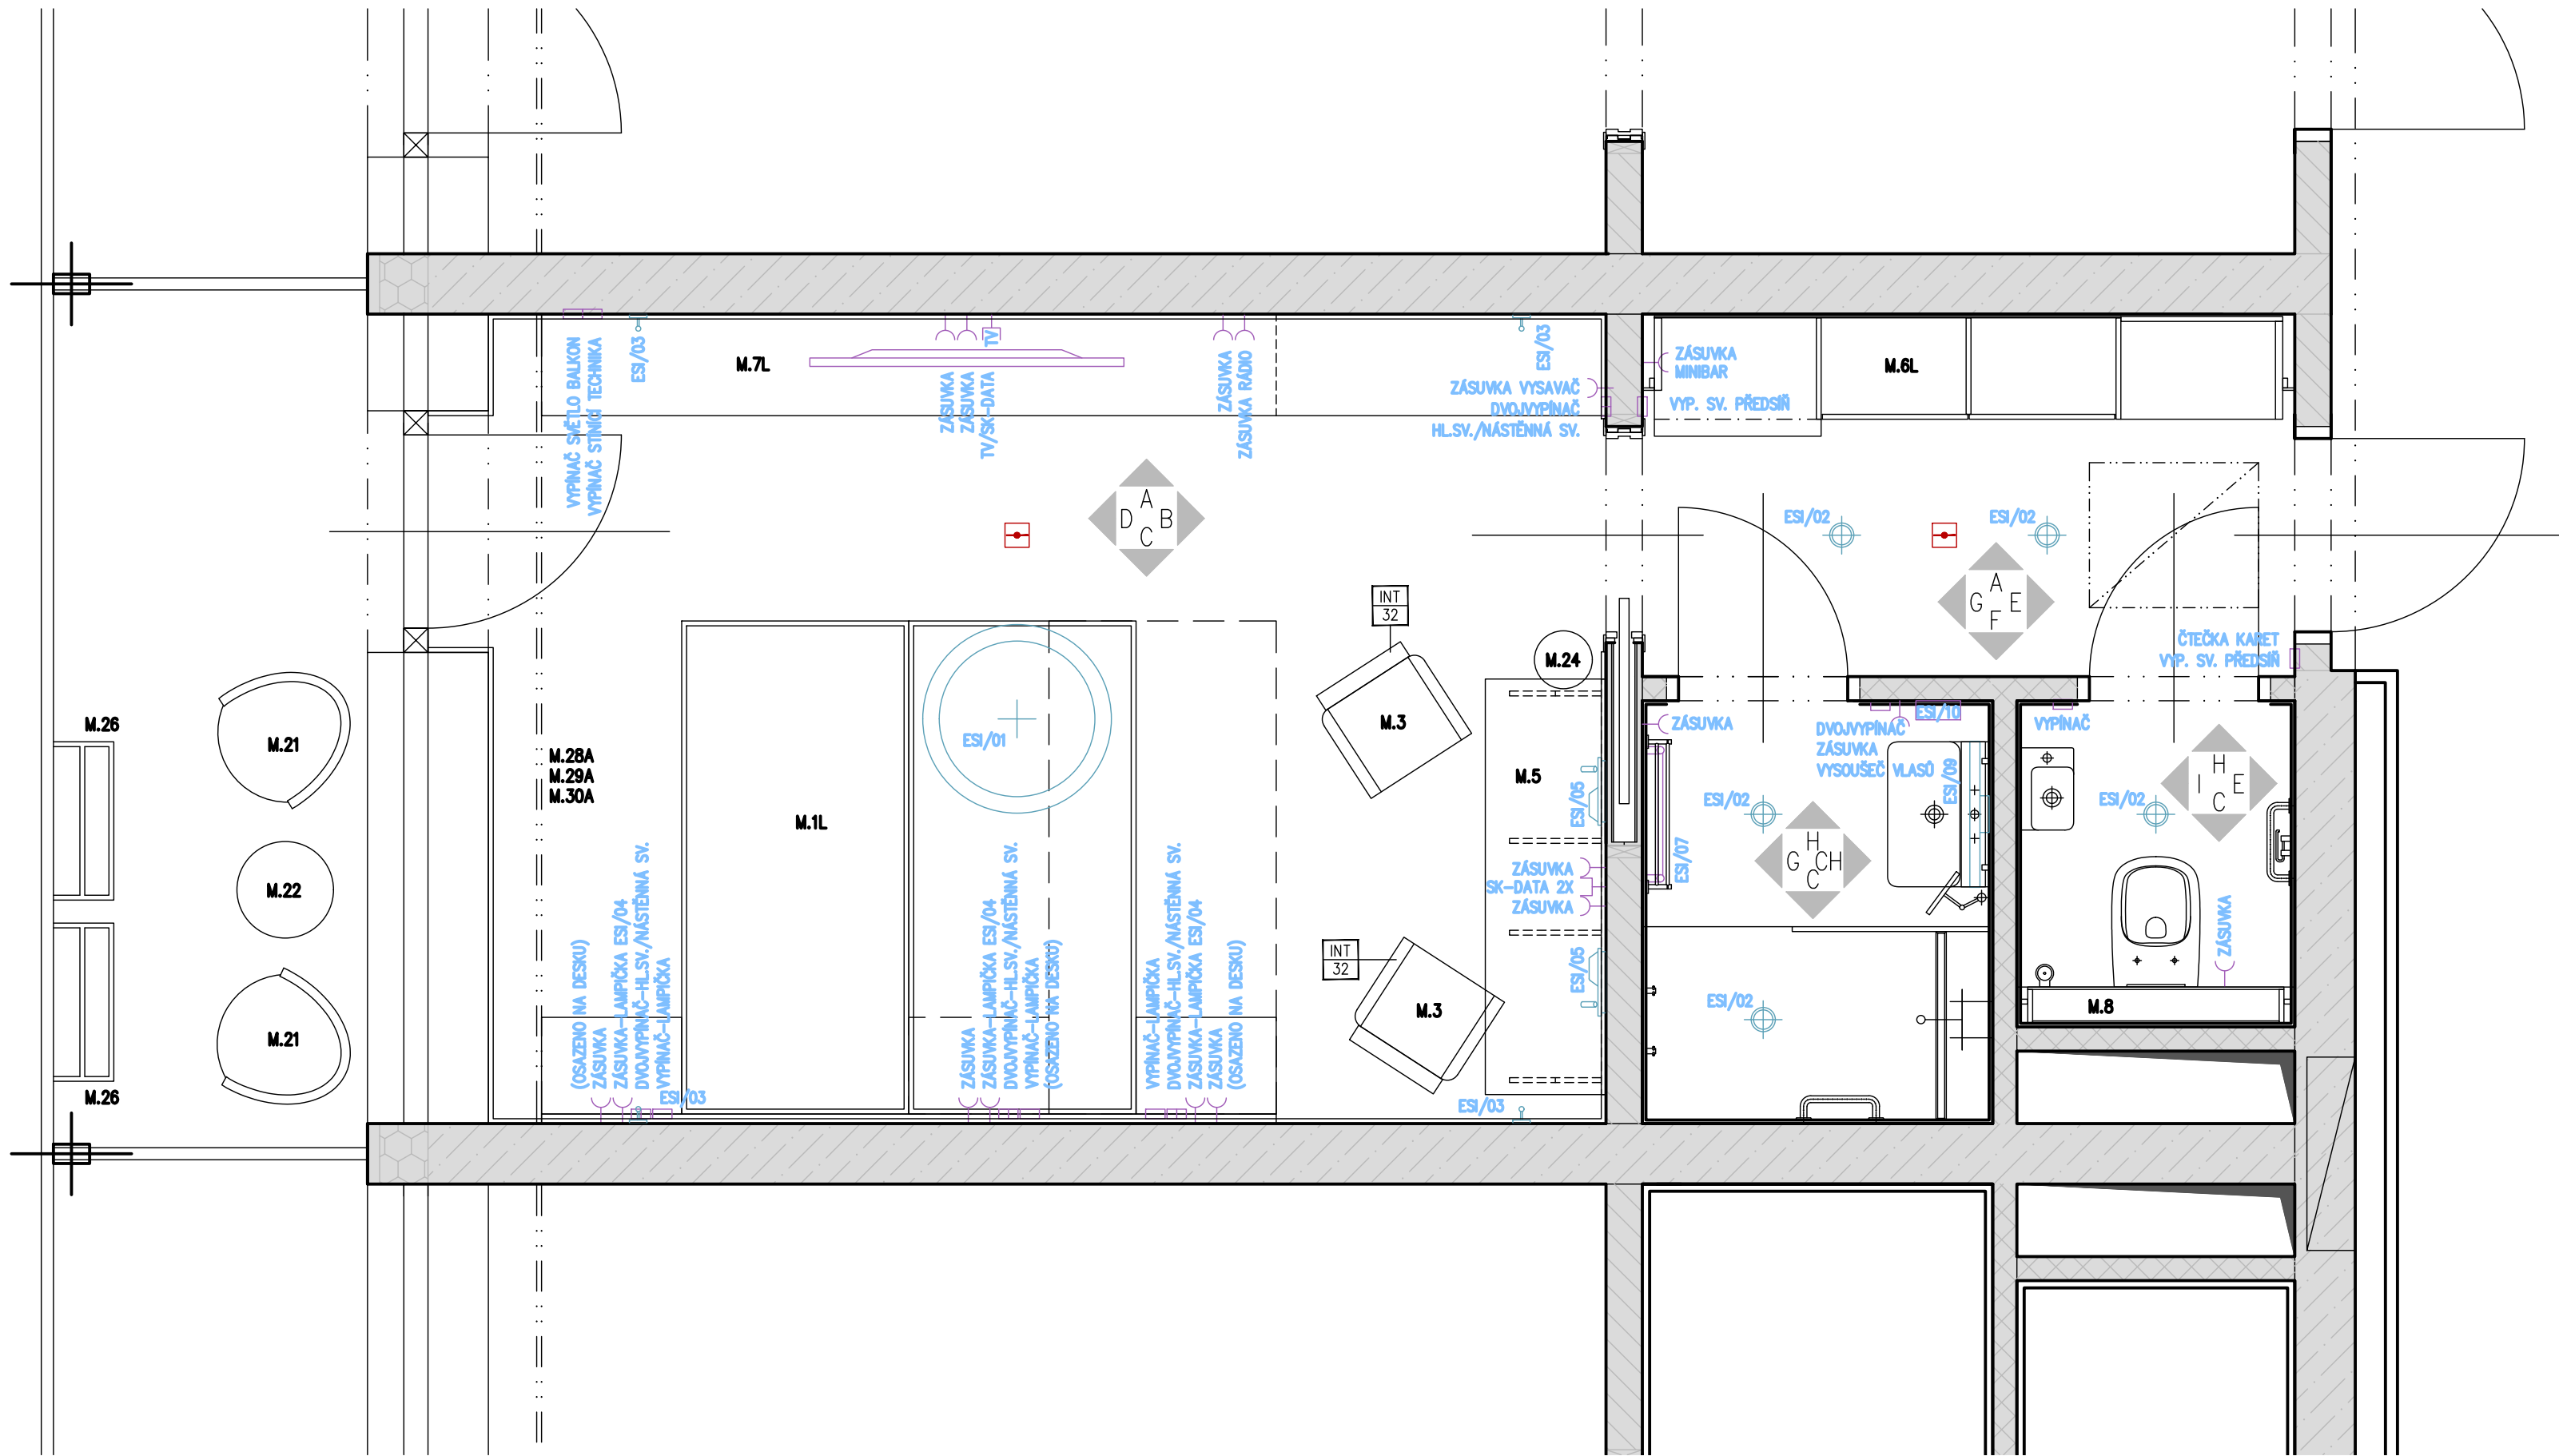 VYPÍNAČ SVĚTLO BALKON
VYPÍNAČ STÍNÍCÍ TECHNIKA
ESI/03
M.7L
ZÁSUVKA
ZÁSUVKA
TV/SK-DATA
TV
ZÁSUVKA
ZÁSUVKA RÁDIO
ESI/03
ZÁSUVKA VYSAVAČ
DVOJVYPÍNAČ
HL.SV./NÁSTĚNNÁ SV.
ZÁSUVKA
MINIBAR
VYP. SV. PŘEDSÍŇ
M.6L
A
D B
C
ESI/02
ESI/02
A
G E
F
INT
32
M.24
ČTEČKA KARET
VYP. SV. PŘEDSÍŇ
M.26
M.21
M.22
M.21
M.26
M.28A
M.29A
M.30A
M.1L
ESI/01
M.3
M.5
ESI/05
ZÁSUVKA
SK-DATA 2X
ZÁSUVKA
ESI/05
INT
32
M.3
ZÁSUVKA
ESI/10
DVOJVYPÍNAČ
ZÁSUVKA
VYSOUŠEČ VLASŮ
ESI/09
ESI/02
ESI/07
H
G CH
C
ESI/02
VYPÍNAČ
H
I E
C
ESI/02
ZÁSUVKA
M.8
(OSAZENO NA DESKU)
ZÁSUVKA
ZÁSUVKA-LAMPIČKA ESI/04
DVOJVYPÍNAČ-HL.SV./NÁSTĚNNÁ SV.
VYPÍNAČ-LAMPIČKA
ESI/03
ZÁSUVKA
ZÁSUVKA-LAMPIČKA ESI/04
DVOJVYPÍNAČ-HL.SV./NÁSTĚNNÁ SV.
VYPÍNAČ-LAMPIČKA
(OSAZENO NA DESKU)
VYPÍNAČ-LAMPIČKA
DVOJVYPÍNAČ-HL.SV./NÁSTĚNNÁ SV.
ZÁSUVKA-LAMPIČKA ESI/04
ZÁSUVKA
(OSAZENO NA DESKU)
ESI/03